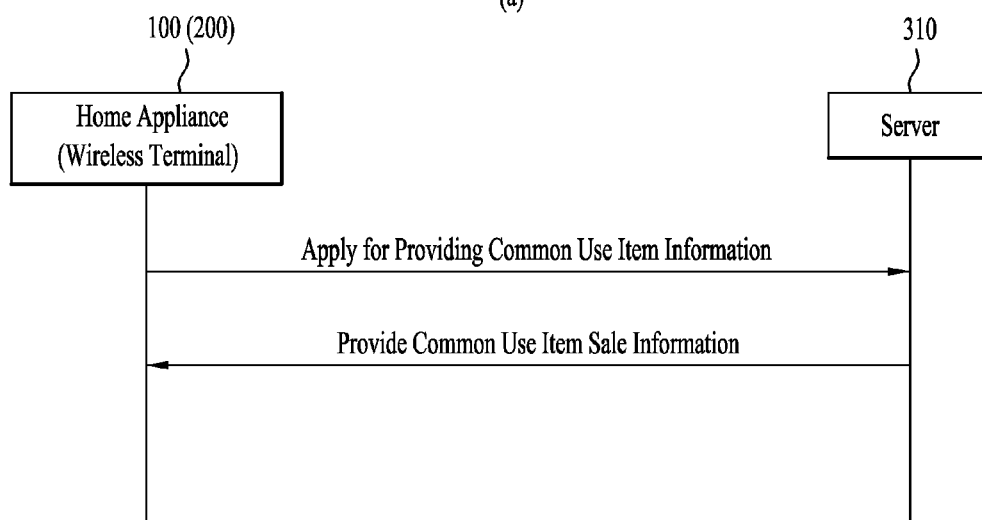 (a)
100 (200)
310
Home Appliance
(Wireless Terminal)
Server
Apply for Providing Common Use Item Information
Provide Common Use Item Sale Information